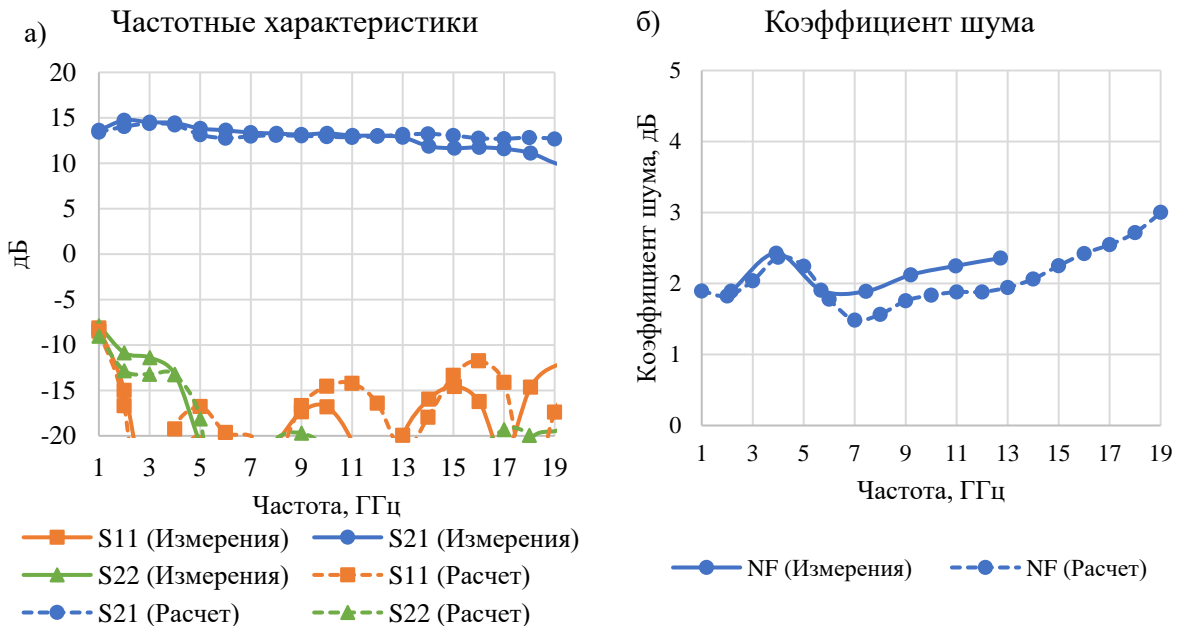 а)
Частотные характеристики
20
15
10
5
0
-5
-10
-15
-20
дБ
1 3 5 7 9 11 13 15 17 19
Частота, ГГц
S11 (Измерения) S21 (Измерения)
S22 (Измерения) S11 (Расчет)
S21 (Расчет) S22 (Расчет)
б)
Коэффициент шума
5
4
3
2
1
0
Коэффициент шума, дБ
1 3 5 7 9 11 13 15 17 19
Частота, ГГц
NF (Измерения) NF (Расчет)